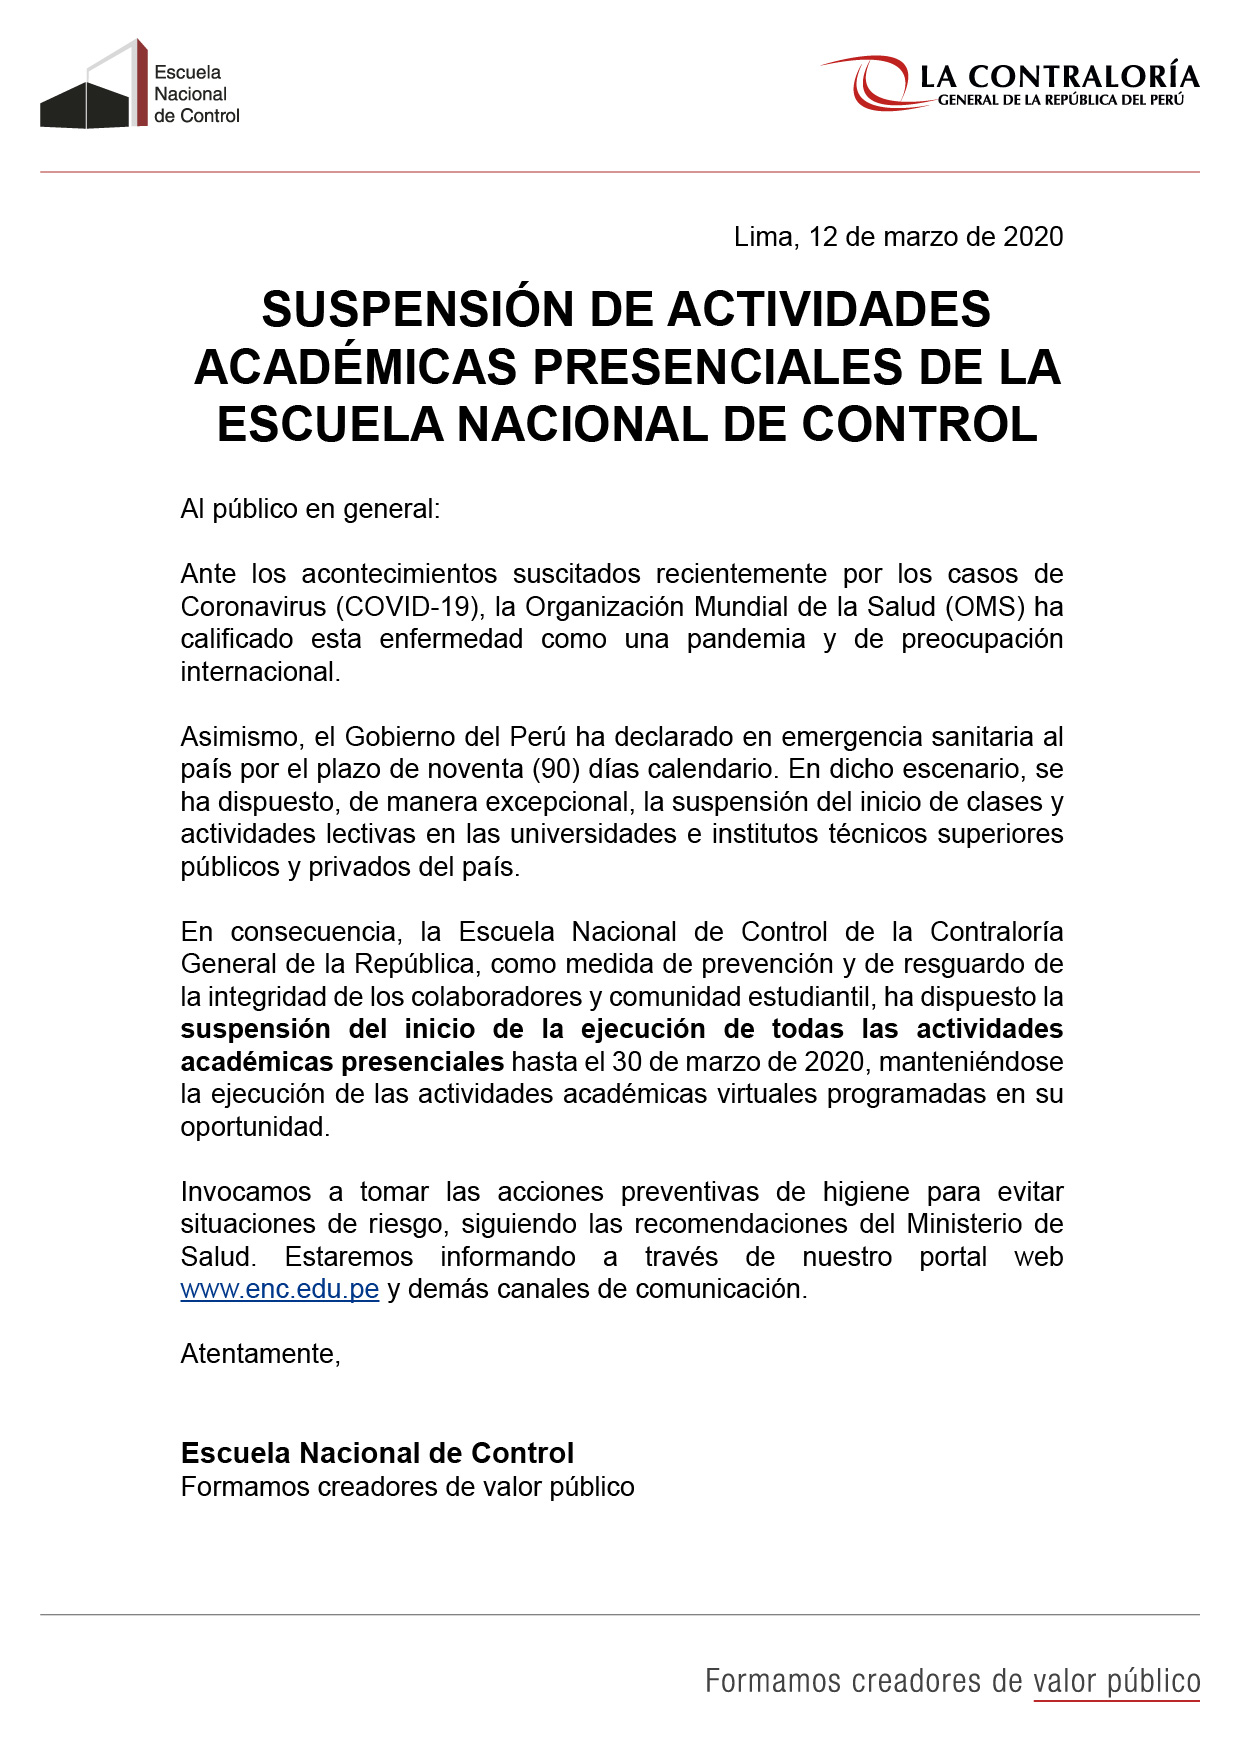 Escuela
Nacional
de Control
LA CONTRALORÍA
GENERAL DE LA REPÚBLICA DEL PERÚ
Lima, 12 de marzo de 2020
SUSPENSIÓN DE ACTIVIDADES
ACADÉMICAS PRESENCIALES DE LA
ESCUELA NACIONAL DE CONTROL
Al público en general:
Ante los acontecimientos suscitados recientemente por los casos de
Coronavirus (COVID-19), la Organización Mundial de la Salud (OMS) ha
calificado esta enfermedad como una pandemia y de preocupación
internacional.
Asimismo, el Gobierno del Perú ha declarado en emergencia sanitaria al
país por el plazo de noventa (90) días calendario. En dicho escenario, se
ha dispuesto, de manera excepcional, la suspensión del inicio de clases y
actividades lectivas en las universidades e institutos técnicos superiores
públicos y privados del país.
En consecuencia, la Escuela Nacional de Control de la Contraloría
General de la República, como medida de prevención y de resguardo de
la integridad de los colaboradores y comunidad estudiantil, ha dispuesto la
suspensión del inicio de la ejecución de todas las actividades
académicas presenciales hasta el 30 de marzo de 2020, manteniéndose
la ejecución de las actividades académicas virtuales programadas en su
oportunidad.
Invocamos a tomar las acciones preventivas de higiene para evitar
situaciones de riesgo, siguiendo las recomendaciones del Ministerio de
Salud. Estaremos informando a través de nuestro portal web
www.enc.edu.pe y demás canales de comunicación.
Atentamente,
Escuela Nacional de Control
Formamos creadores de valor público
Formamos creadores de valor público